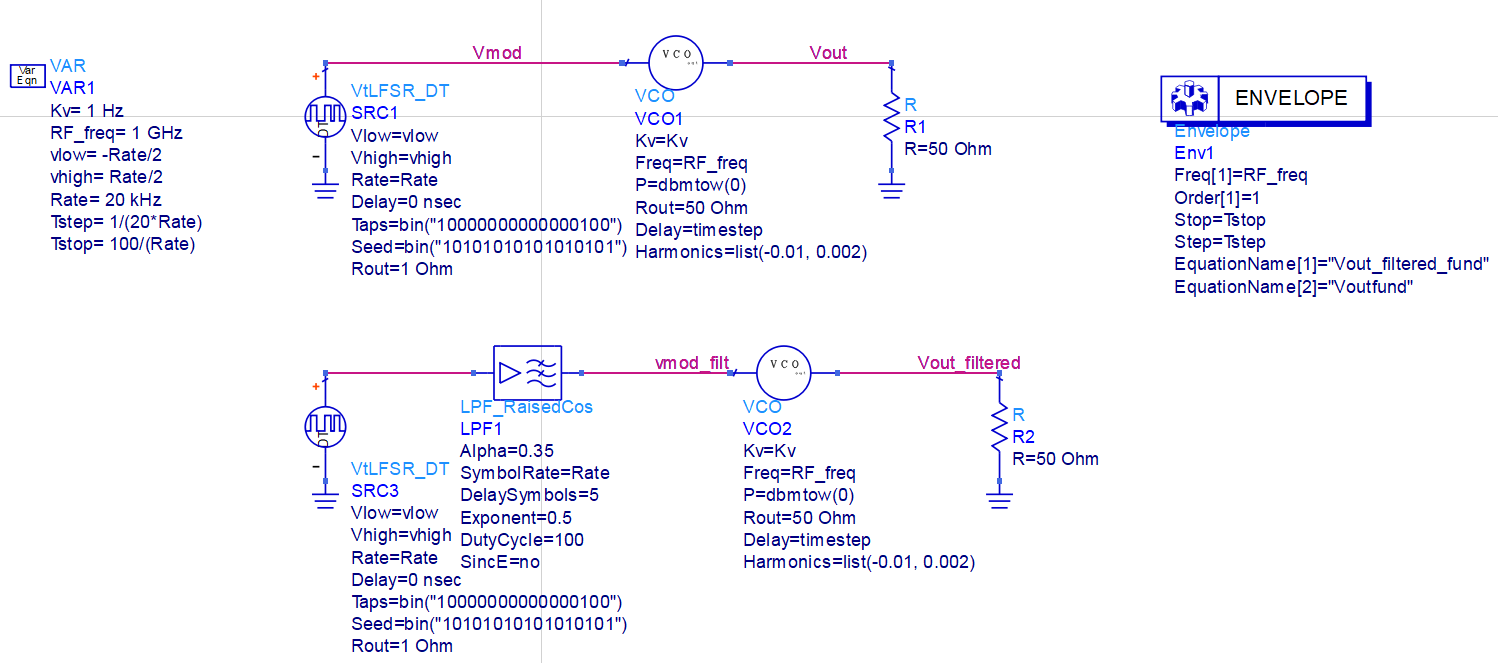 Var
Eqn
VAR
VAR1
Kv= 1 Hz
RF_freq= 1 GHz
vlow= -Rate/2
vhigh= Rate/2
Rate= 20 kHz
Tstep= 1/(20*Rate)
Tstop= 100/(Rate)
Vmod
+
DT
-
VtLFSR_DT
SRC1
Vlow=vlow
Vhigh=vhigh
Rate=Rate
Delay=0 nsec
Taps=bin("10000000000000100")
Seed=bin("10101010101010101")
Rout=1 Ohm
VCO
VCO
VCO1
Kv=Kv
Freq=RF_freq
P=dbmtow(0)
Rout=50 Ohm
Delay=timestep
Harmonics=list(-0.01, 0.002)
Vout
R
R1
R=50 Ohm
ENVELOPE
Envelope
Env1
Freq[1]=RF_freq
Order[1]=1
Stop=Tstop
Step=Tstep
EquationName[1]="Vout_filtered_fund"
EquationName[2]="Voutfund"
+
DT
-
VtLFSR_DT
SRC3
Vlow=vlow
Vhigh=vhigh
Rate=Rate
Delay=0 nsec
Taps=bin("10000000000000100")
Seed=bin("10101010101010101")
Rout=1 Ohm
LPF_RaisedCos
LPF1
Alpha=0.35
SymbolRate=Rate
DelaySymbols=5
Exponent=0.5
DutyCycle=100
SincE=no
vmod_filt
VCO
VCO
VCO2
Kv=Kv
Freq=RF_freq
P=dbmtow(0)
Rout=50 Ohm
Delay=timestep
Harmonics=list(-0.01, 0.002)
Vout_filtered
R
R2
R=50 Ohm